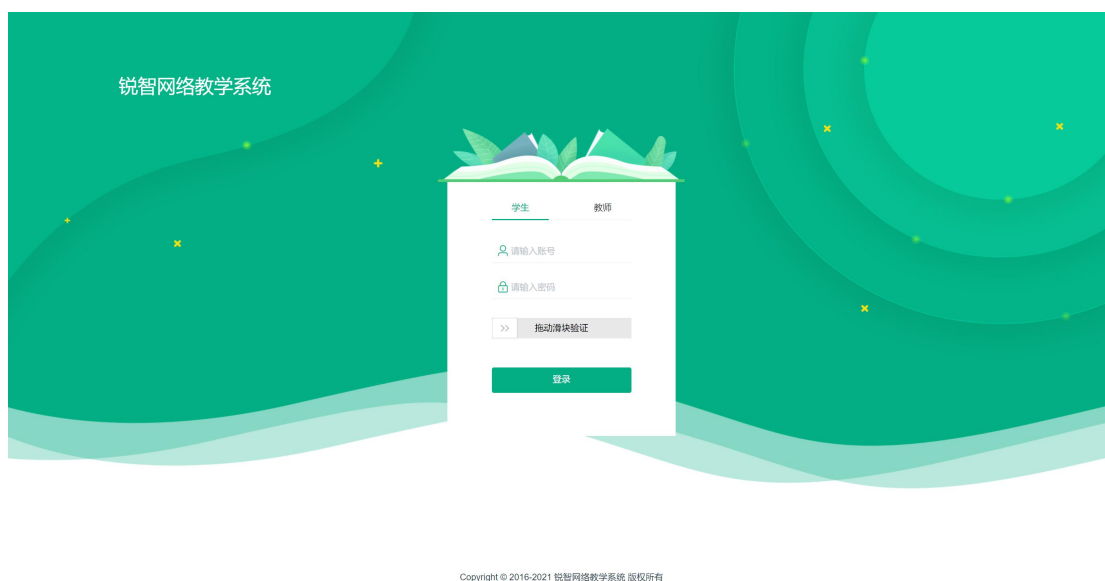 锐智网络教学系统
学生 教师
请输入账号
请输入密码
拖动滑块验证
登录
Copyright © 2016-2021 锐智网络教学系统 版权所有